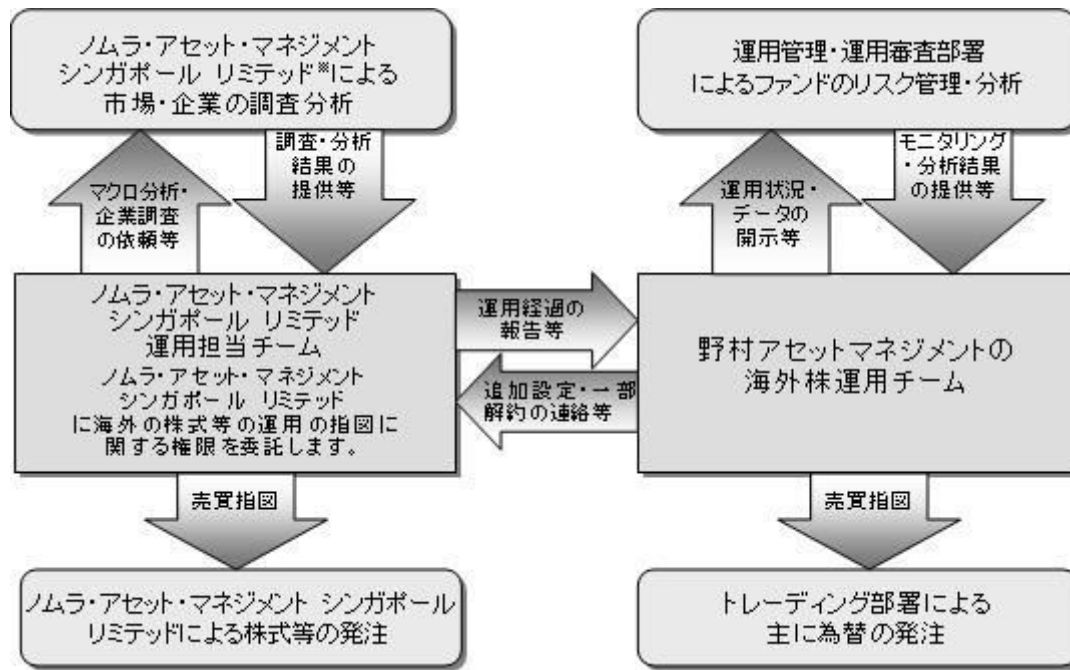 ノムラ・アセット・マネジメント
シンガポール リミテッド※による
市場・企業の調査分析
運用管理・運用審査部署
によるファンドのリスク管理・分析
マクロ分析・
企業調査
の依頼等
調査・分析
結果の
提供等
運用状況・
データの
開示等
モニタリング
・分析結果
の提供等
ノムラ・アセット・マネジメント
シンガポール リミテッド
運用担当チーム
ノムラ・アセット・マネジメント
シンガポール リミテッド
に海外の株式等の運用の指図に
関する権限を委託します。
運用経過の
報告等
追加設定・一部
解約の連絡等
野村アセットマネジメントの
海外株運用チーム
売買指図
売買指図
ノムラ・アセット・マネジメント シンガポール
リミテッドによる株式等の発注
トレーディング部署による
主に為替の発注